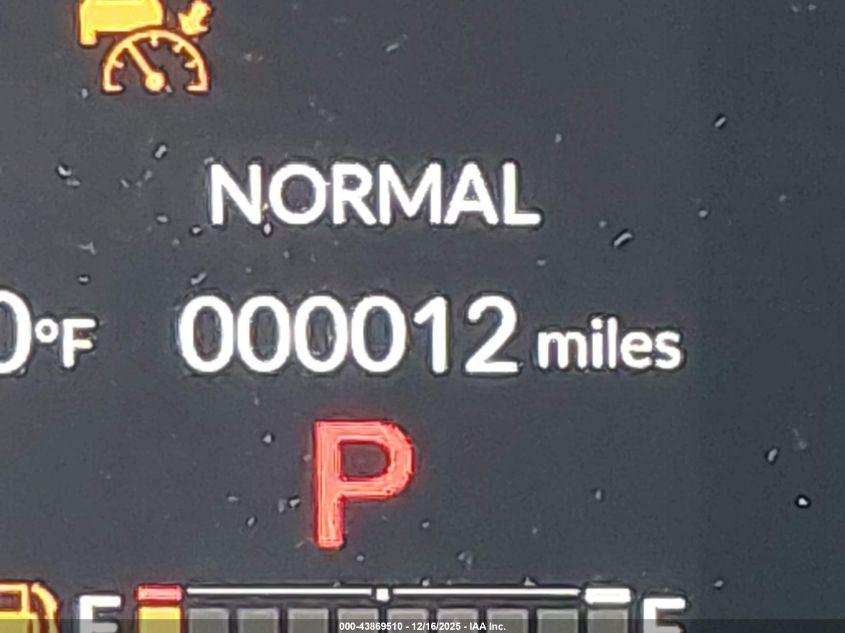 NORMAL
0°F 000012 miles
P
E F
000-43869510 - 12/16/2025 - IAA Inc.